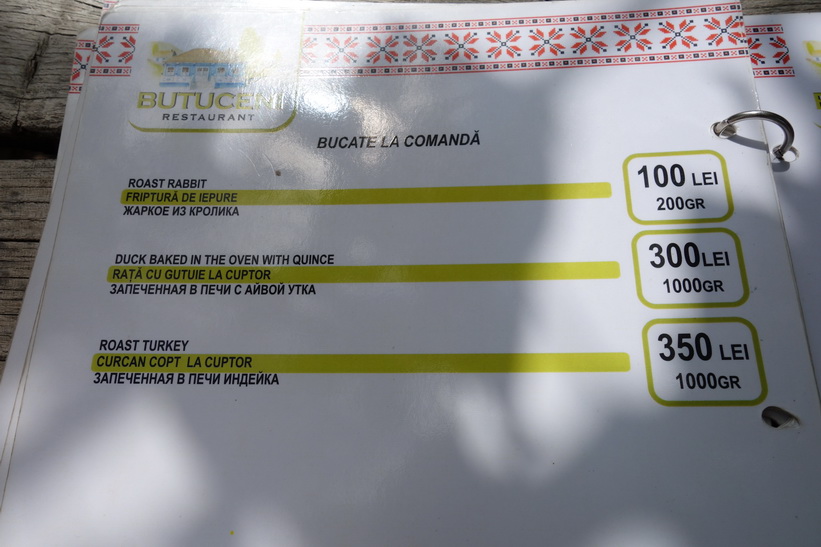 BUTUCENI
RESTAURANT
BUCATE LA COMANDĂ
ROAST RABBIT
FRIPTURĂ DE IEPURE
ЖАРКОЕ ИЗ КРОЛИКА
100 LEI
200GR
DUCK BAKED IN THE OVEN WITH QUINCE
RAȚĂ CU GUTUIE LA CUPTOR
ЗАПЕЧЕННАЯ В ПЕЧИ С АЙВОЙ УТКА
300LEI
1000GR
ROAST TURKEY
CURCAN COPT LA CUPTOR
ЗАПЕЧЕННАЯ В ПЕЧИ ИНДЕЙКА
350 LEI
1000GR